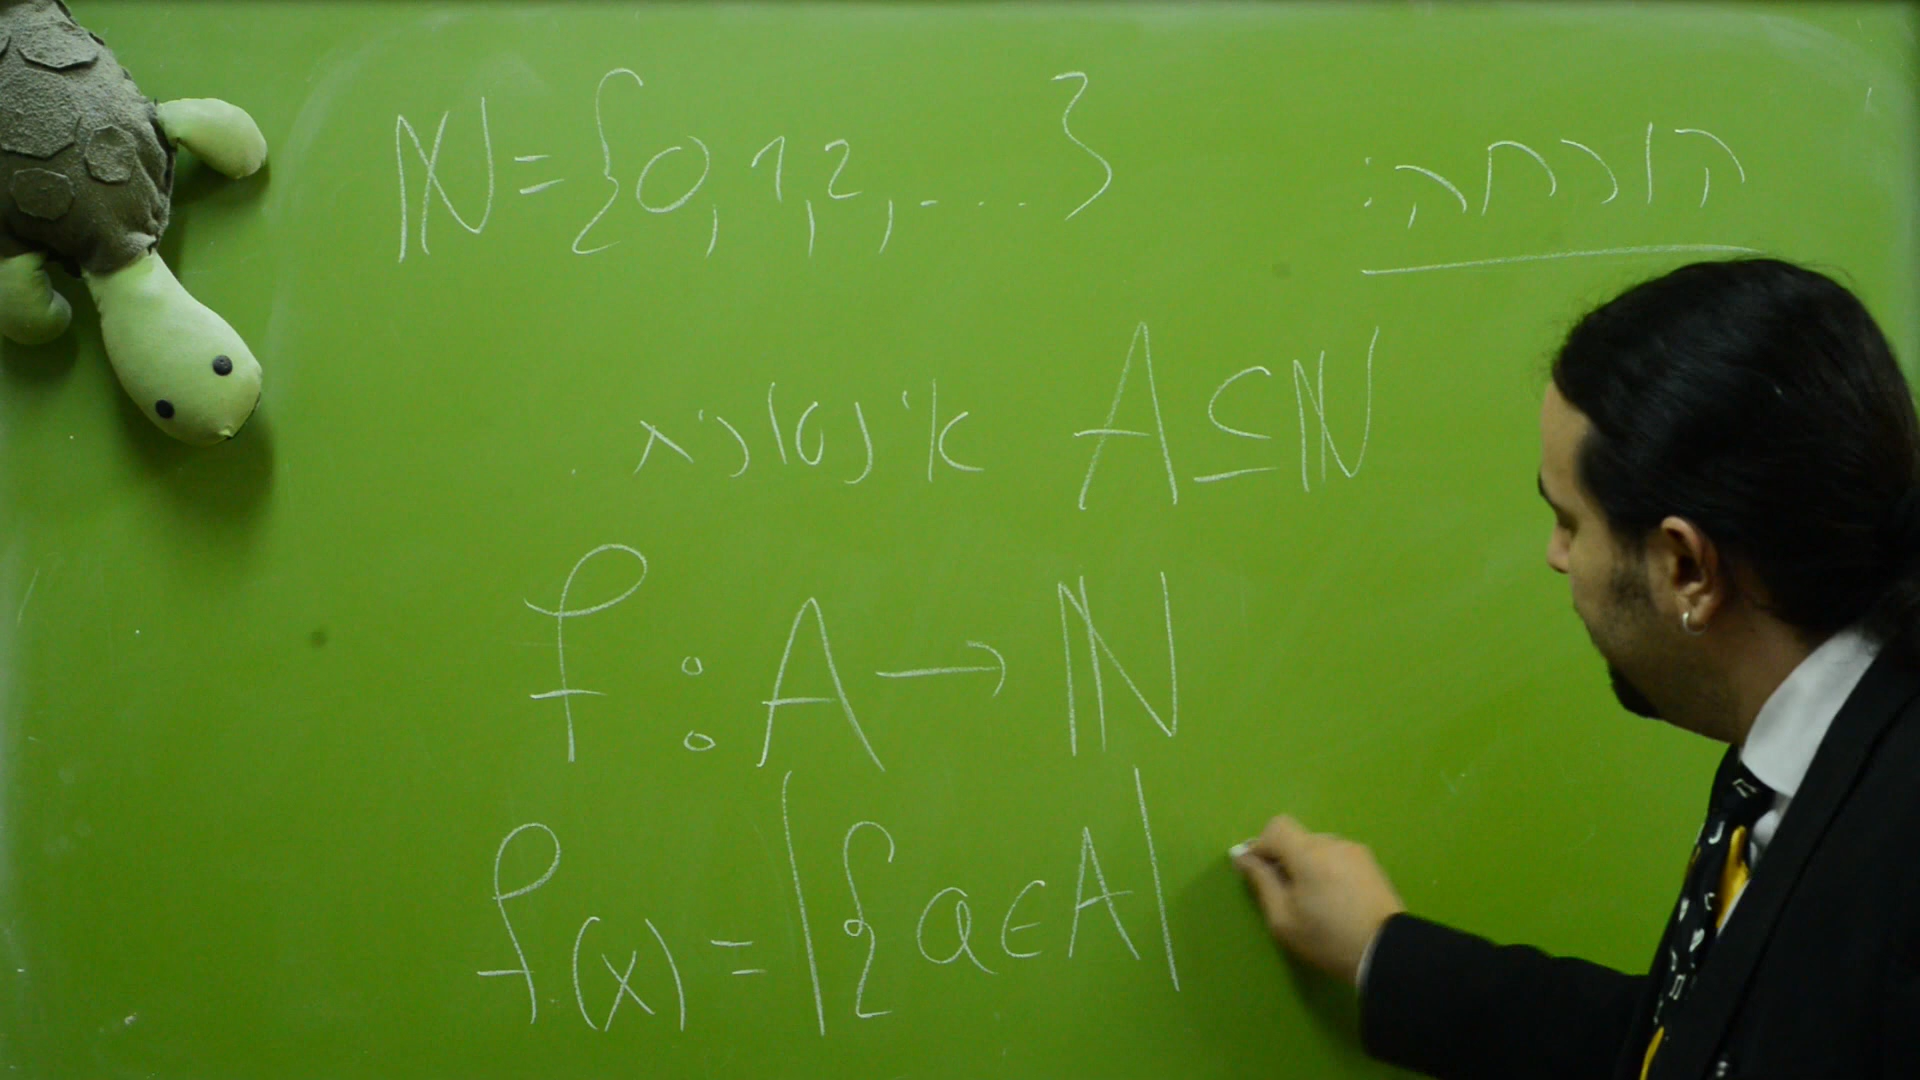 הוכחה:
ℕ={0,1,2,....}
A⊆ℕ אינסופית.
f:A→ℕ
f(x)=|{a∈A|